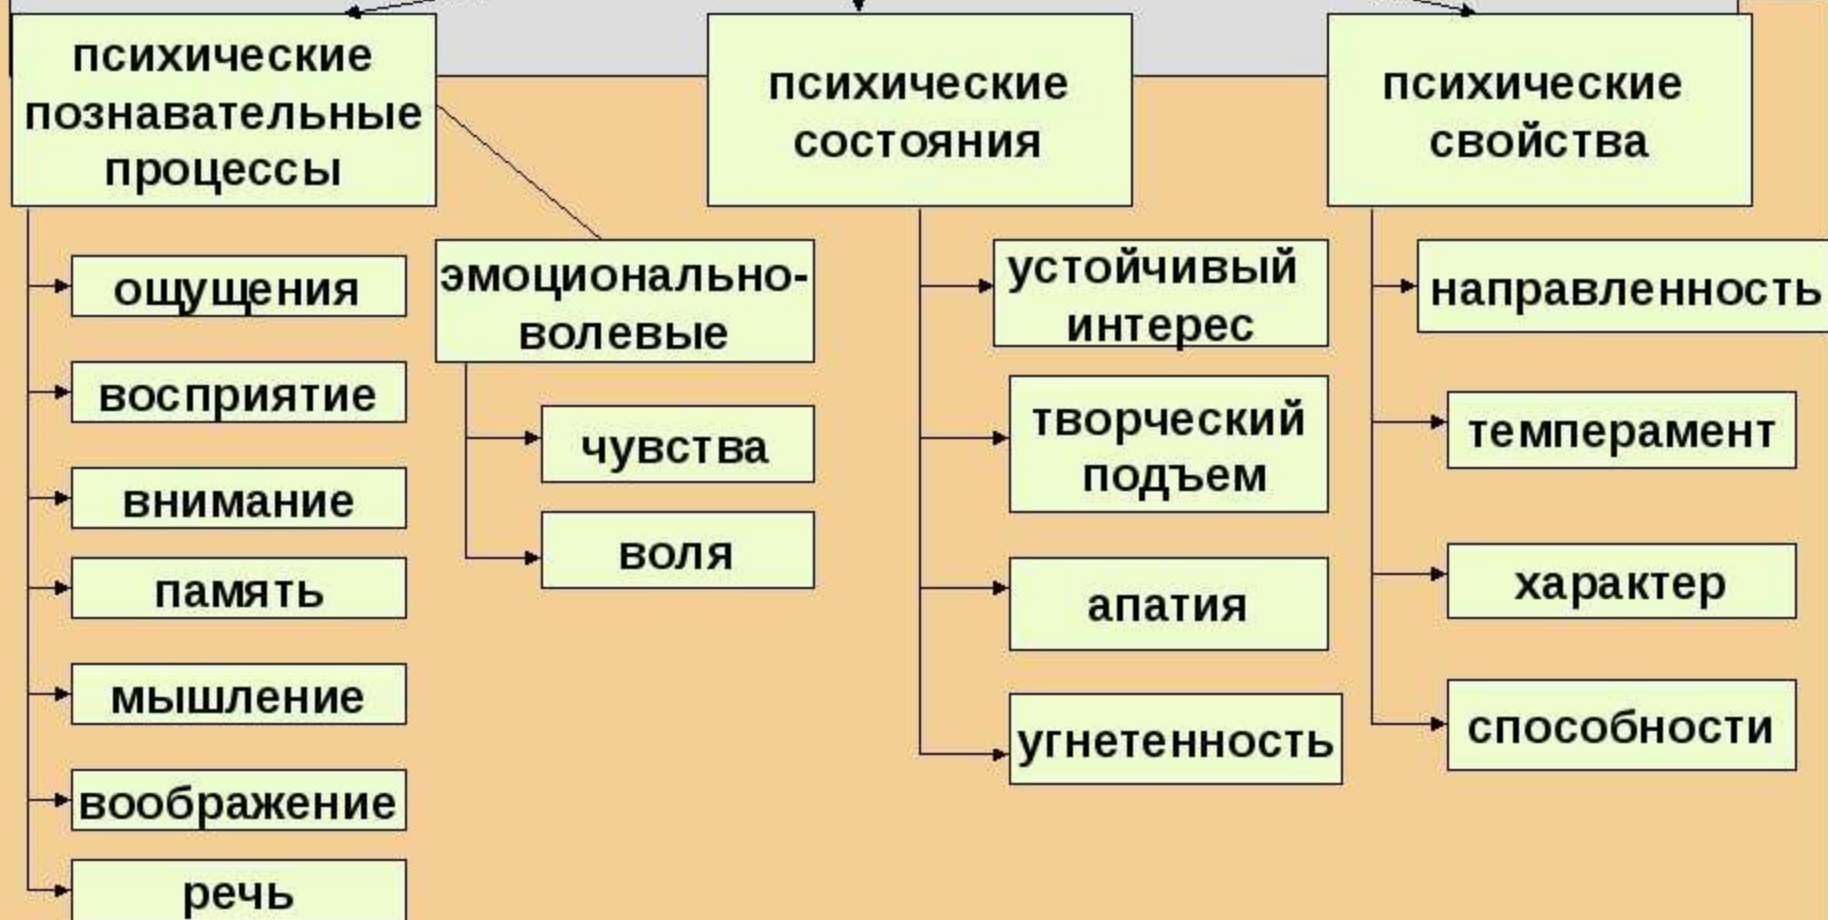 психические
познавательные
процессы
ощущения
восприятие
внимание
память
мышление
воображение
речь
эмоционально-
волевые
чувства
воля
психические
состояния
устойчивый
интерес
творческий
подъем
апатия
угнетенность
психические
свойства
направленность
темперамент
характер
способности